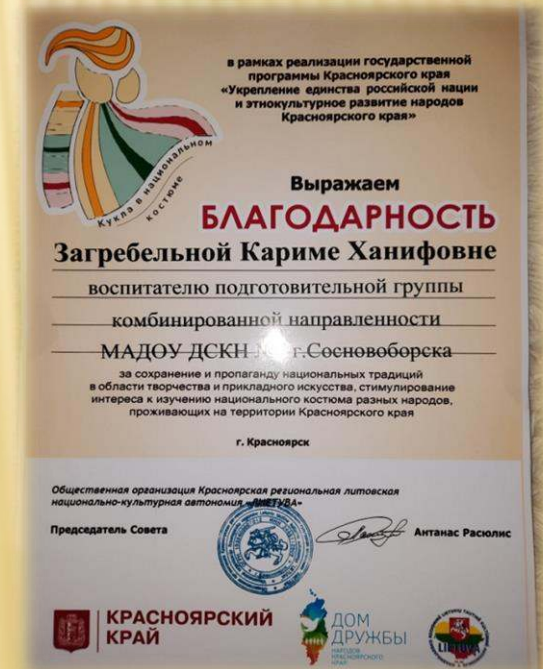 в рамках реализации государственной
программы Красноярского края
«Укрепление единства российской нации
и этнокультурное развитие народов
Красноярского края»
Кукла в национальном
костюме
Выражаем
БЛАГОДАРНОСТЬ
Загребельной Кариме Ханифовне
воспитателю подготовительной группы
комбинированной направленности
МАДОУ ДСКН г.Сосновоборска
за сохранение и пропаганду национальных традиций
в области творчества и прикладного искусства, стимулирование
интереса к изучению национального костюма разных народов,
проживающих на территории Красноярского края
г. Красноярск
Общественная организация Красноярская региональная литовская
национально-культурная автономия «ЛИЕТУВА»
Председатель Совета
Антанас Расюлис
КРАСНОЯРСКИЙ
КРАЙ
ДОМ
ДРУЖБЫ
НАРОДОВ
КРАСНОЯРСКОГО
КРАЯ
LIETUVA